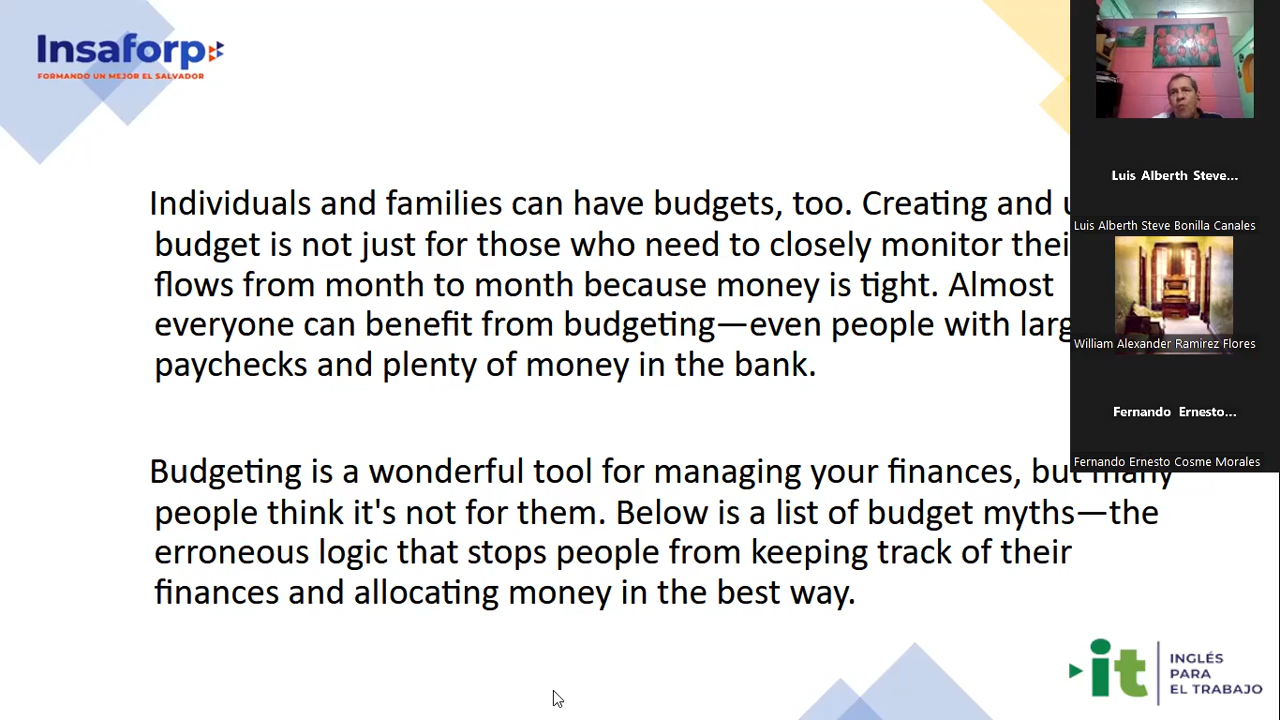 Insaforp
FORMANDO UN MEJOR EL SALVADOR
Individuals and families can have budgets, too. Creating and
budget is not just for those who need to closely monitor
flows from month to month because money is tight. Almost
everyone can benefit from budgeting—even people with
paychecks and plenty of money in the bank.
Budgeting is a wonderful tool for managing your finances, but many
people think it's not for them. Below is a list of budget myths—the
erroneous logic that stops people from keeping track of their
finances and allocating money in the best way.
Luis Alberth Steve...
Luis Alberth Steve Bonilla Canales
William Alexander Ramirez Flores
Fernando Ernesto...
Fernando Ernesto Cosme Morales
it
INGLÉS
PARA
EL TRABAJO